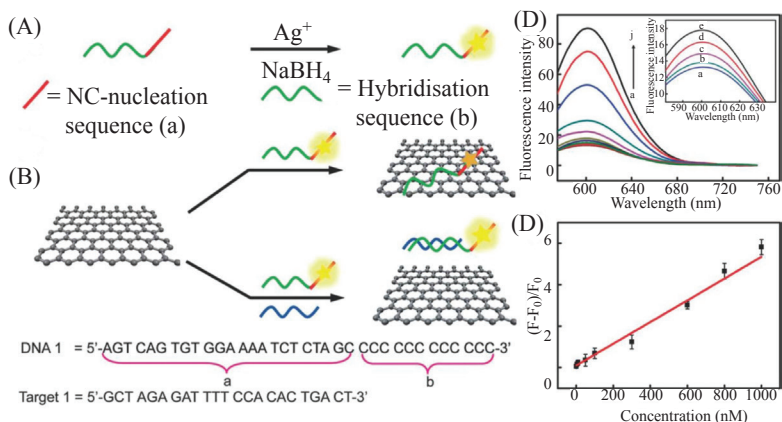 (A)
Ag+
NaBH4
= NC-nucleation
sequence (a)
= Hybridisation
sequence (b)
(B)
DNA 1 = 5'-AGT CAG TGT GGA AAA TCT CTA GC CCC CCC CCC CCC-3'
a
b
Target 1 = 5'-GCT AGA GAT TTT CCA CAC TGA CT-3'
(D)
Fluorescence intensity
80
60
40
20
0
600
640
680
720
760
Wavelength (nm)
j
a
Fluorescence intensity
18
16
14
12
10
e
d
c
b
a
590 600 610 620 630
Wavelength (nm)
(D)
(F-F0)/F0
6
4
2
0
0 200 400 600 800 1000
Concentration (nM)